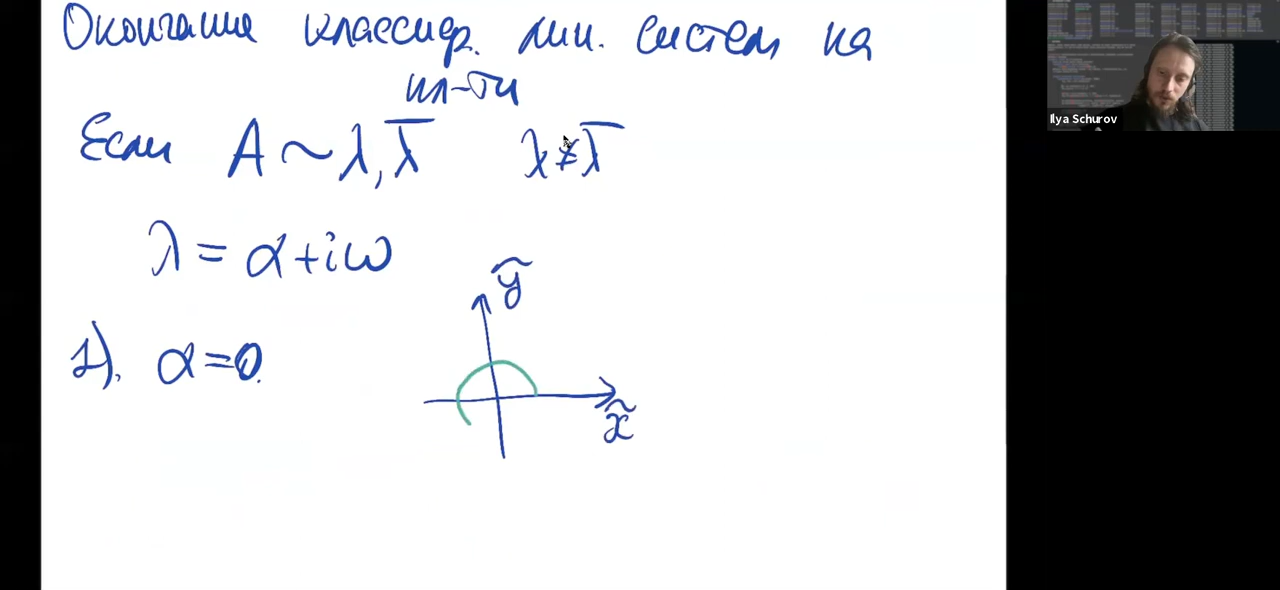 Окончание классиф. лин. систем на
пл-ти
Если A ~ λ, λ̅ λ ≠ λ̅
λ = α + iω
ỹ
1). α = 0.
x̃
Ilya Schurov